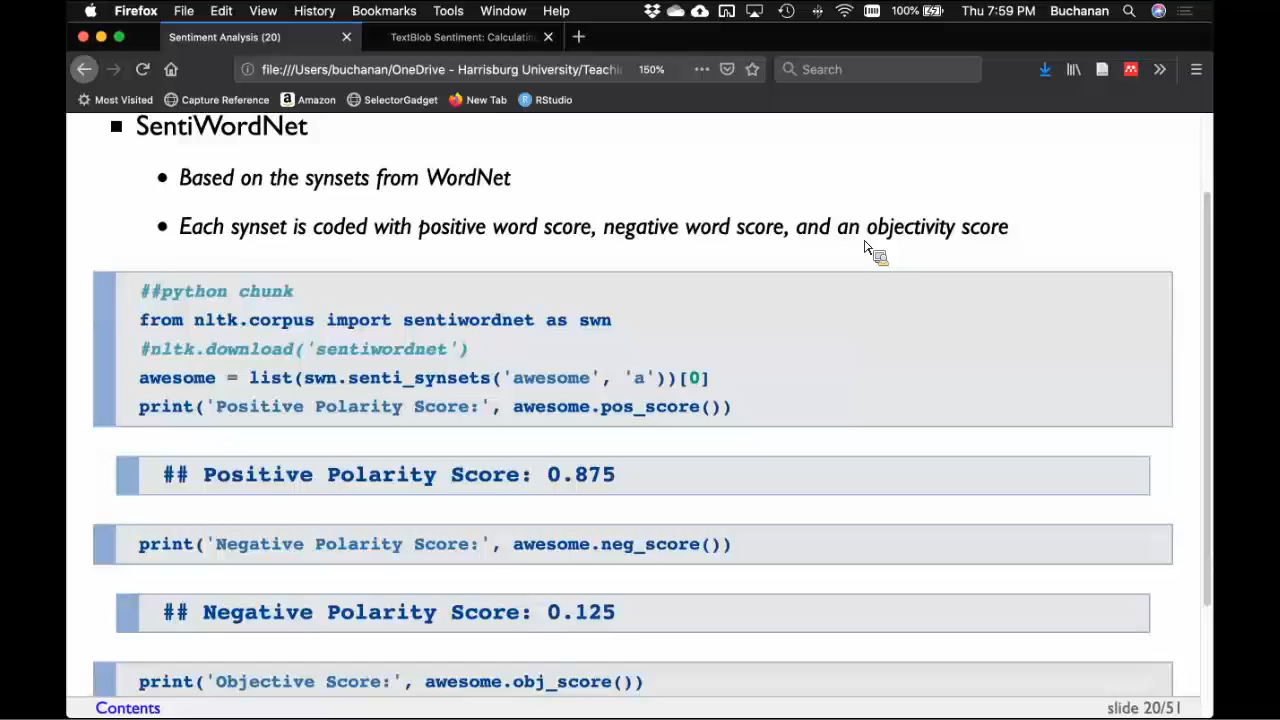 Firefox File Edit View History Bookmarks Tools Window Help 100% Thu 7:59 PM Buchanan
Sentiment Analysis (20) TextBlob Sentiment: Calculatin
file:///Users/buchanan/OneDrive - Harrisburg University/Teachi 150% Search
Most Visited Capture Reference Amazon SelectorGadget New Tab RStudio
SentiWordNet
Based on the synsets from WordNet
Each synset is coded with positive word score, negative word score, and an objectivity score
##python chunk
from nltk.corpus import sentiwordnet as swn
#nltk.download('sentiwordnet')
awesome = list(swn.senti_synsets('awesome', 'a'))[0]
print('Positive Polarity Score:', awesome.pos_score())
## Positive Polarity Score: 0.875
print('Negative Polarity Score:', awesome.neg_score())
## Negative Polarity Score: 0.125
print('Objective Score:', awesome.obj_score())
Contents slide 20/51